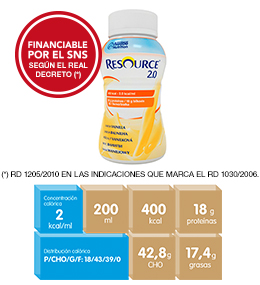 FINANCIABLE
POR EL SNS
SEGÚN EL REAL
DECRETO (*)
RESOURCE
2.0
(*) RD 1205/2010 EN LAS INDICACIONES QUE MARCA EL RD 1030/2006.
Concentración
calórica
2
kcal/ml
200
ml
400
kcal
18 g
proteínas
Distribución calórica
P/CHO/G/F: 18/43/39/0
42,8g
CHO
17,4g
grasas